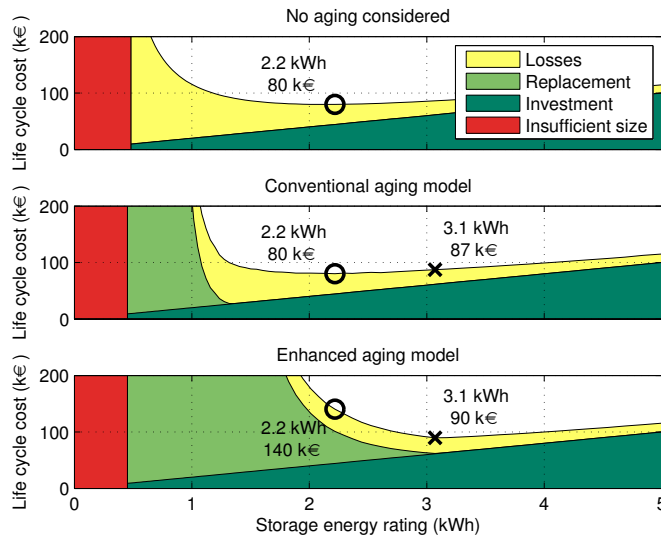 No aging considered
Life cycle cost (k€)
200
100
0
2.2 kWh
80 k€
Losses
Replacement
Investment
Insufficient size
Conventional aging model
Life cycle cost (k€)
200
100
0
2.2 kWh
80 k€
3.1 kWh
87 k€
Enhanced aging model
Life cycle cost (k€)
200
100
0
2.2 kWh
140 k€
3.1 kWh
90 k€
0 1 2 3 4 5
Storage energy rating (kWh)